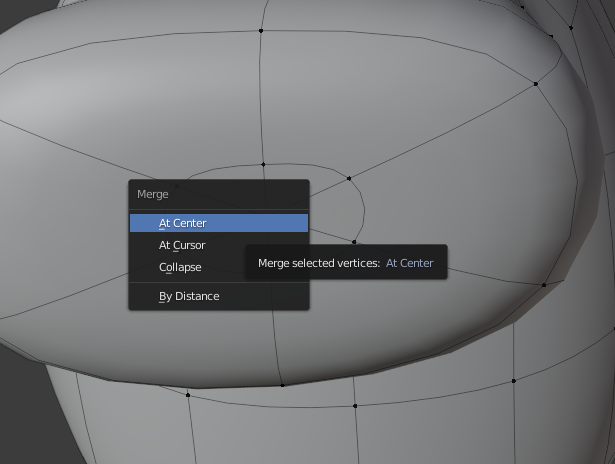 Merge
At Center
At Cursor
Collapse
Merge selected vertices: At Center
By Distance